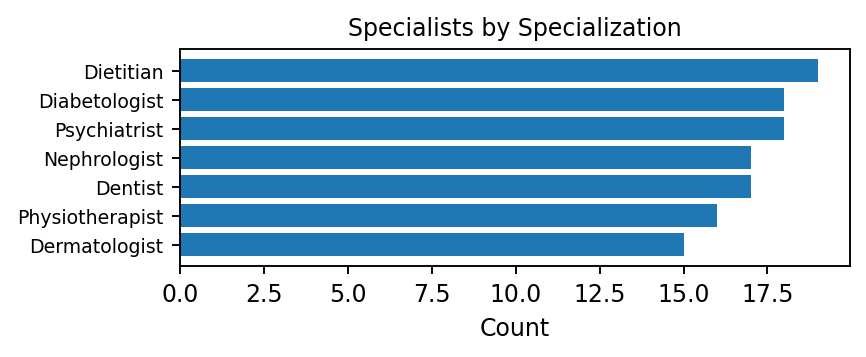 Specialists by Specialization
Dietitian
Diabetologist
Psychiatrist
Nephrologist
Dentist
Physiotherapist
Dermatologist
0.0 2.5 5.0 7.5 10.0 12.5 15.0 17.5
Count